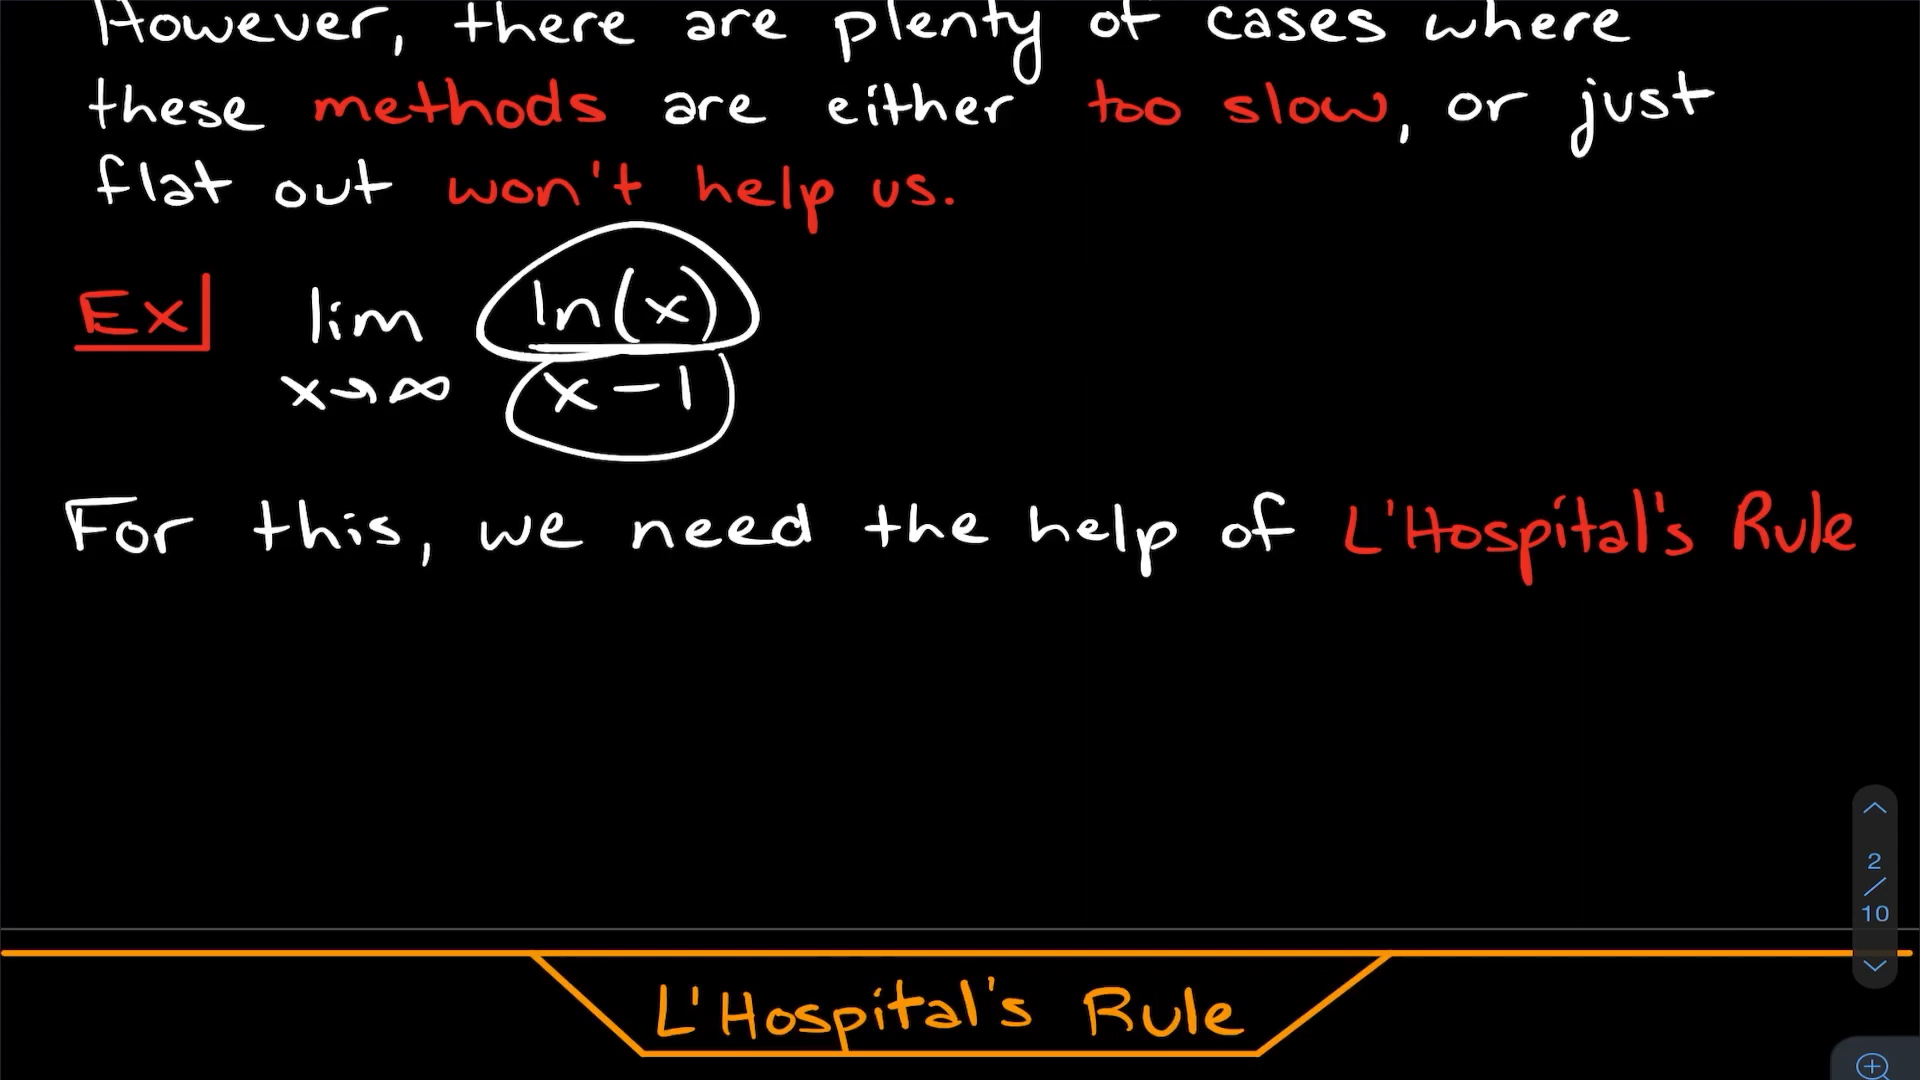 However, there are plenty of cases where
these methods are either too slow, or just
flat out won't help us.
Ex lim ln(x)
x→∞ x-1
For this, we need the help of L'Hospital's Rule
2
/
10
L'Hospital's Rule